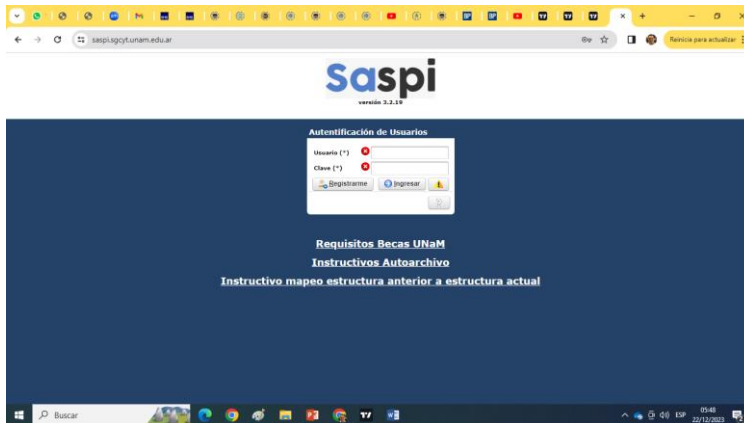 saspi.sgcyt.unam.edu.ar
Reinicia para actualizar
Saspi
versión 3.2.19
Autentificación de Usuarios
Usuario (*)
Clave (*)
Registrarme Ingresar
Requisitos Becas UNaM
Instructivos Autoarchivo
Instructivo mapeo estructura anterior a estructura actual
Buscar
ESP
05:40
22/12/2023